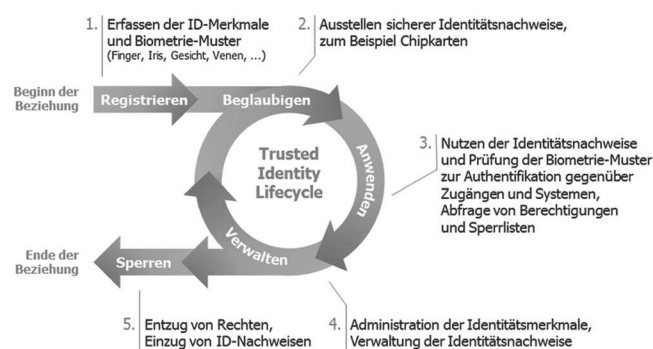 1. Erfassen der ID-Merkmale
und Biometrie-Muster
(Finger, Iris, Gesicht, Venen, ...)
2. Ausstellen sicherer Identitätsnachweise,
zum Beispiel Chipkarten
Beginn der
Beziehung
Registrieren
Beglaubigen
Anwenden
Trusted
Identity
Lifecycle
3. Nutzen der Identitätsnachweise
und Prüfung der Biometrie-Muster
zur Authentifikation gegenüber
Zugängen und Systemen,
Abfrage von Berechtigungen
und Sperrlisten
Verwalten
Ende der
Beziehung
Sperren
5. Entzug von Rechten,
Einzug von ID-Nachweisen
4. Administration der Identitätsmerkmale,
Verwaltung der Identitätsnachweise